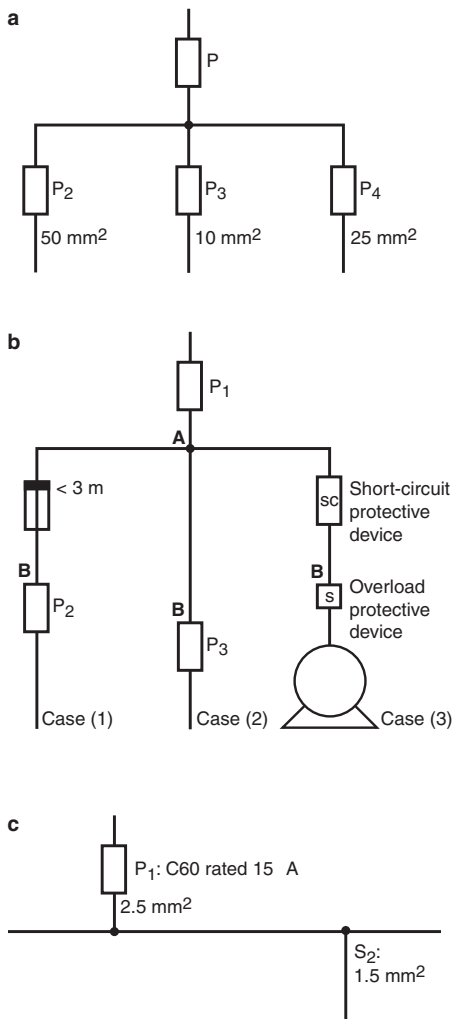 a
P
P2
P3
P4
50 mm2
10 mm2
25 mm2
b
P1
A
< 3 m
sc
Short-circuit
protective
device
B
B
B
s
Overload
protective
device
P2
P3
Case (1)
Case (2)
Case (3)
c
P1: C60 rated 15 A
2.5 mm2
S2:
1.5 mm2